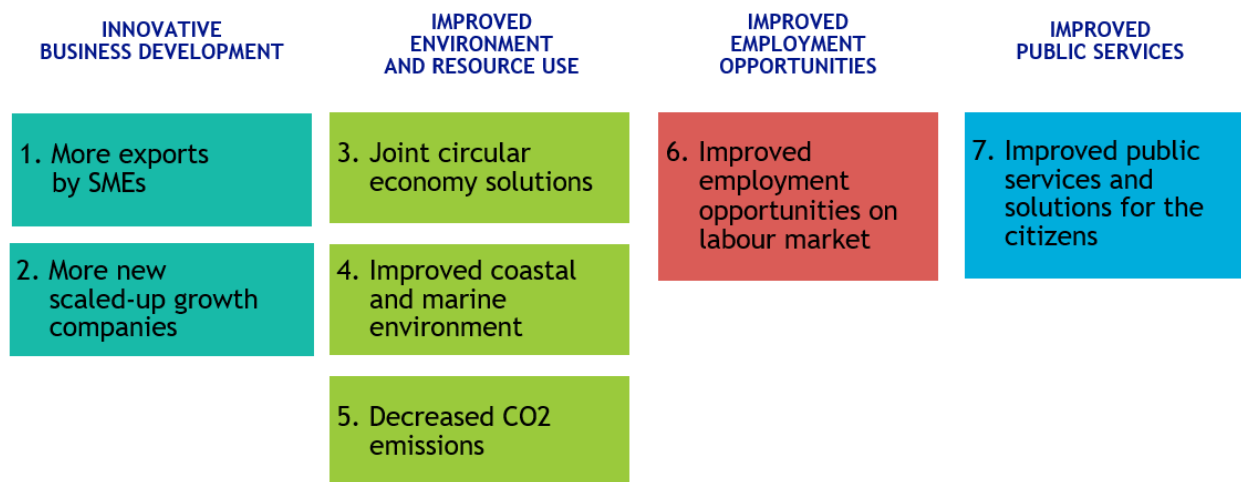 INNOVATIVE
BUSINESS DEVELOPMENT
IMPROVED
ENVIRONMENT
AND RESOURCE USE
IMPROVED
EMPLOYMENT
OPPORTUNITIES
IMPROVED
PUBLIC SERVICES
1. More exports
by SMEs
2. More new
scaled-up growth
companies
3. Joint circular
economy solutions
4. Improved coastal
and marine
environment
5. Decreased CO2
emissions
6. Improved
employment
opportunities on
labour market
7. Improved public
services and
solutions for the
citizens